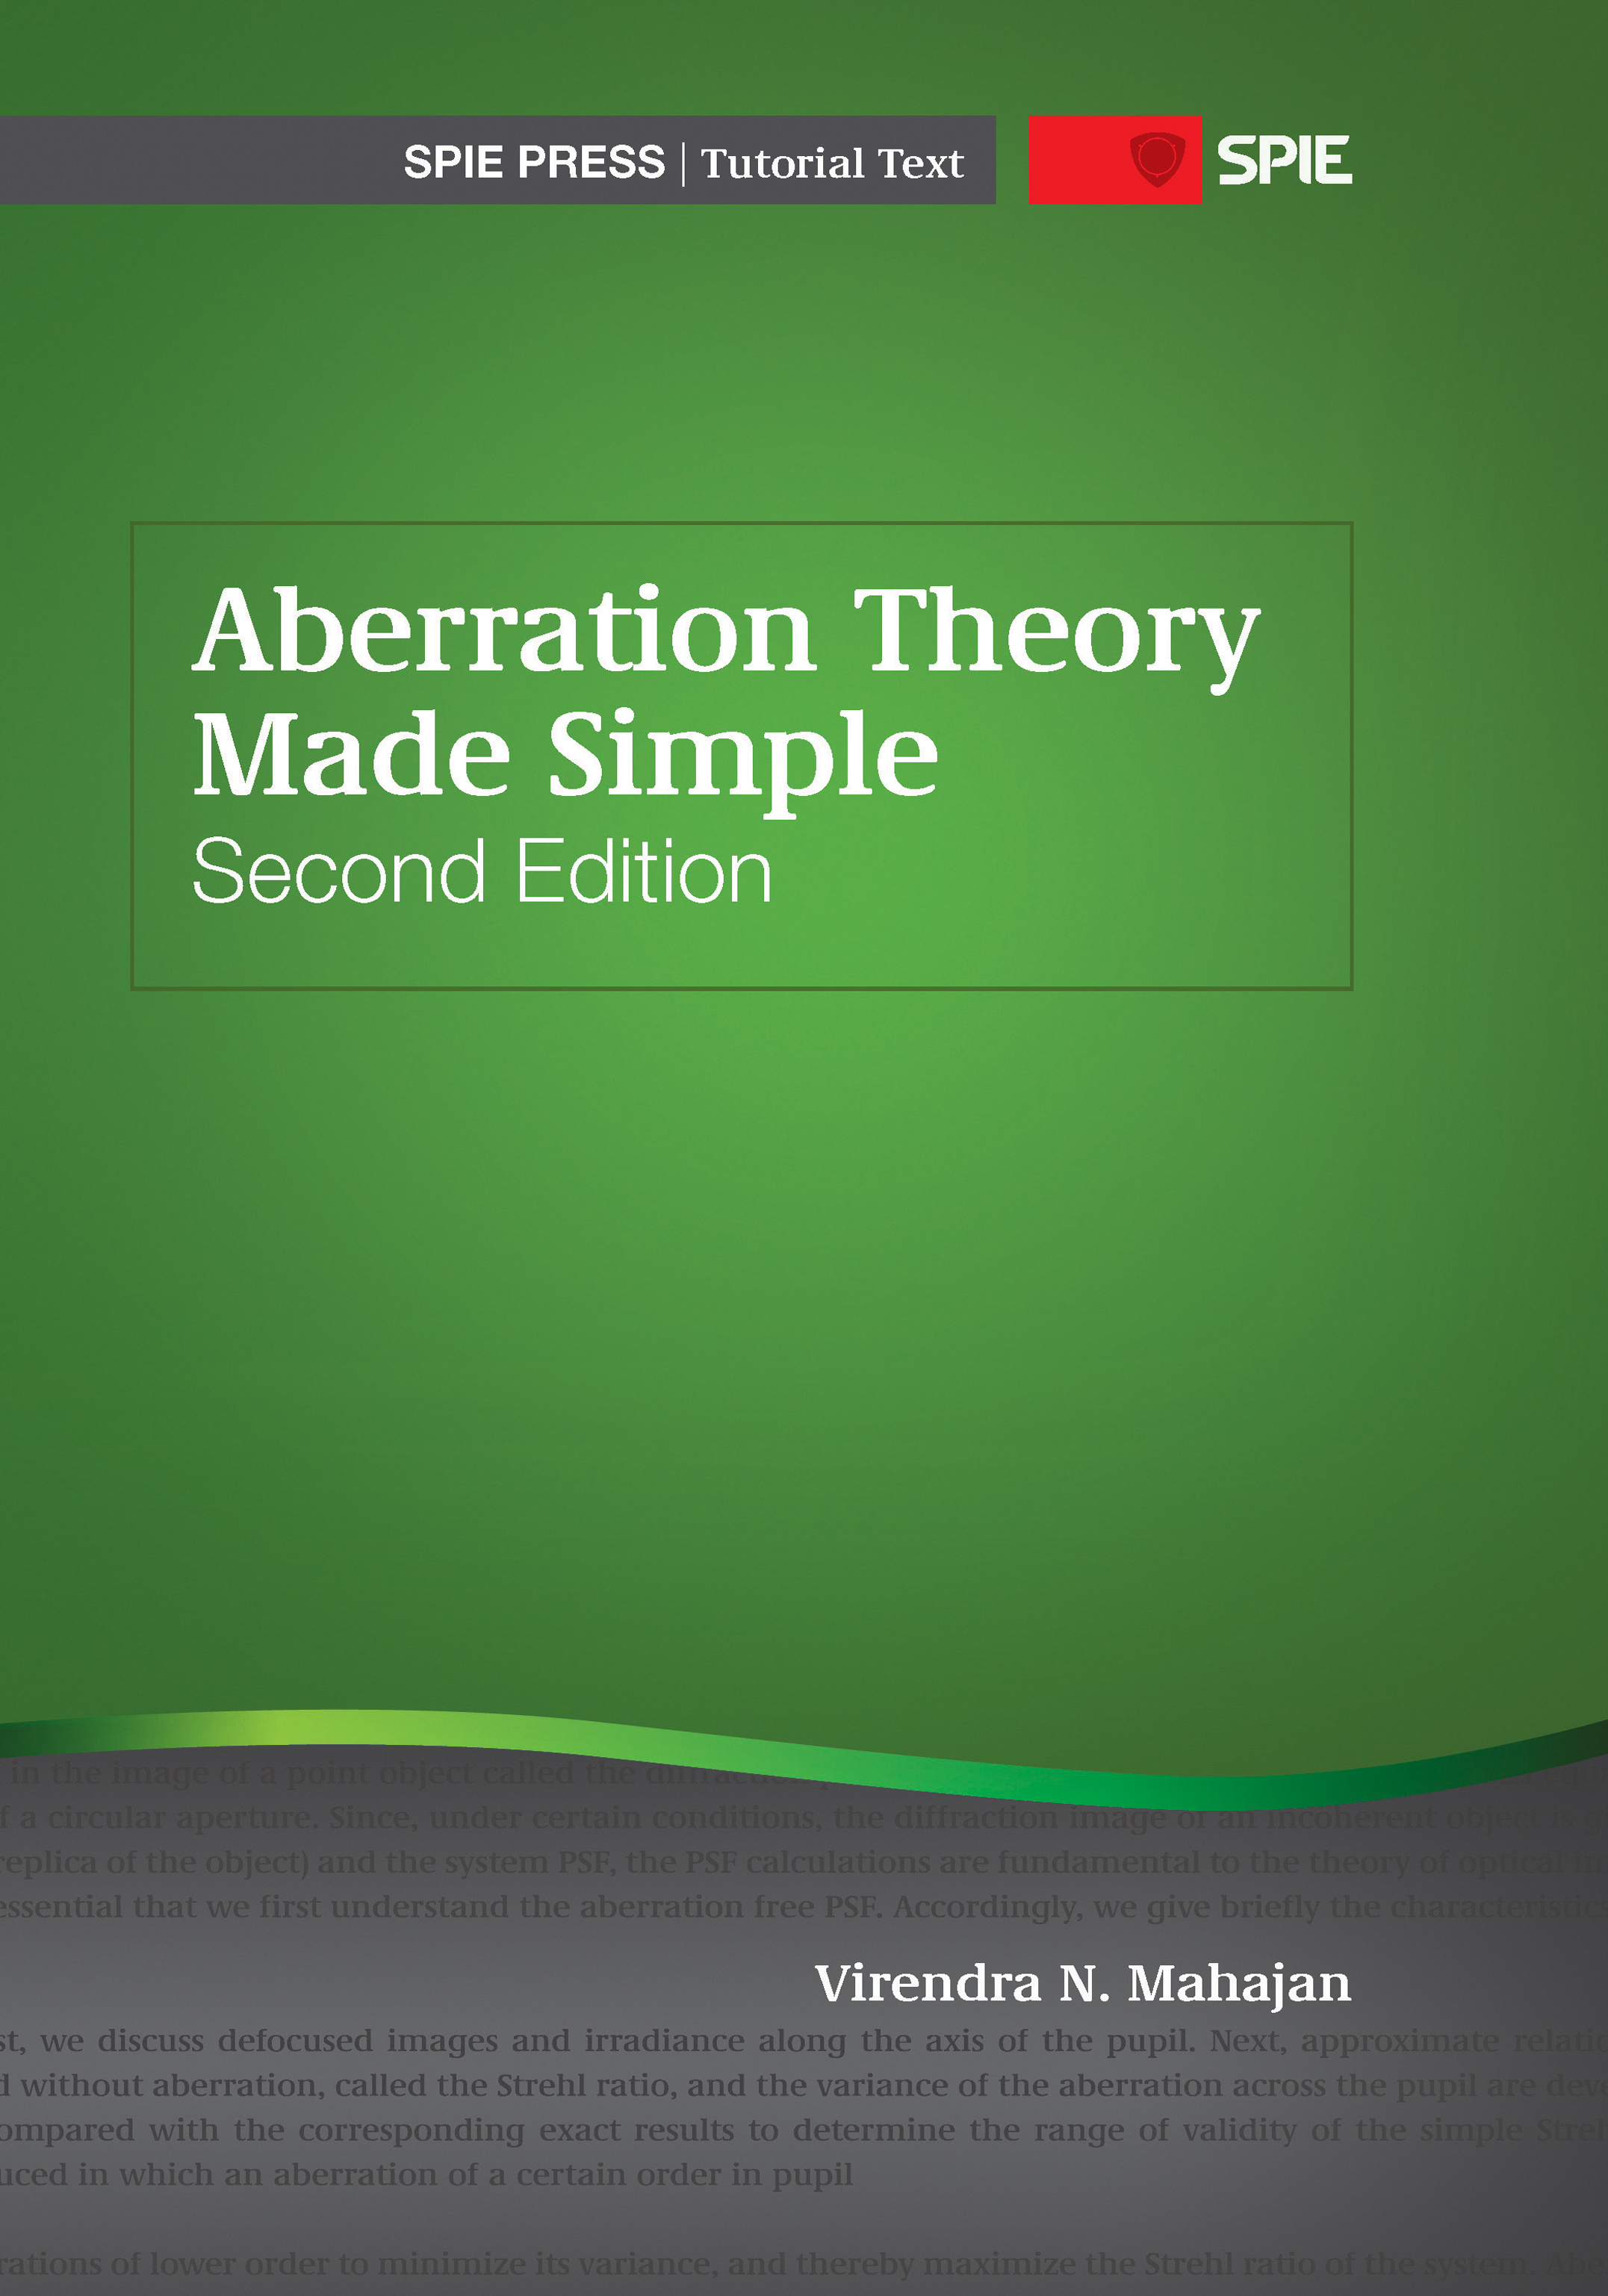 SPIE PRESS | Tutorial Text
SPIE
Aberration Theory
Made Simple
Second Edition
in the image of a point object called the
a circular aperture. Since, under certain conditions, the diffraction image of an incoherent object is
replica of the object) and the system PSF, the PSF calculations are fundamental to the theory of optical
essential that we first understand the aberration free PSF. Accordingly, we give briefly the characteristics
Virendra N. Mahajan
st, we discuss defocused images and irradiance along the axis of the pupil. Next, approximate relatio
d without aberration, called the Strehl ratio, and the variance of the aberration across the pupil are deve
ompared with the corresponding exact results to determine the range of validity of the simple Streh
uced in which an aberration of a certain order in pupil
rations of lower order to minimize its variance, and thereby maximize the Strehl ratio of the system. Abe